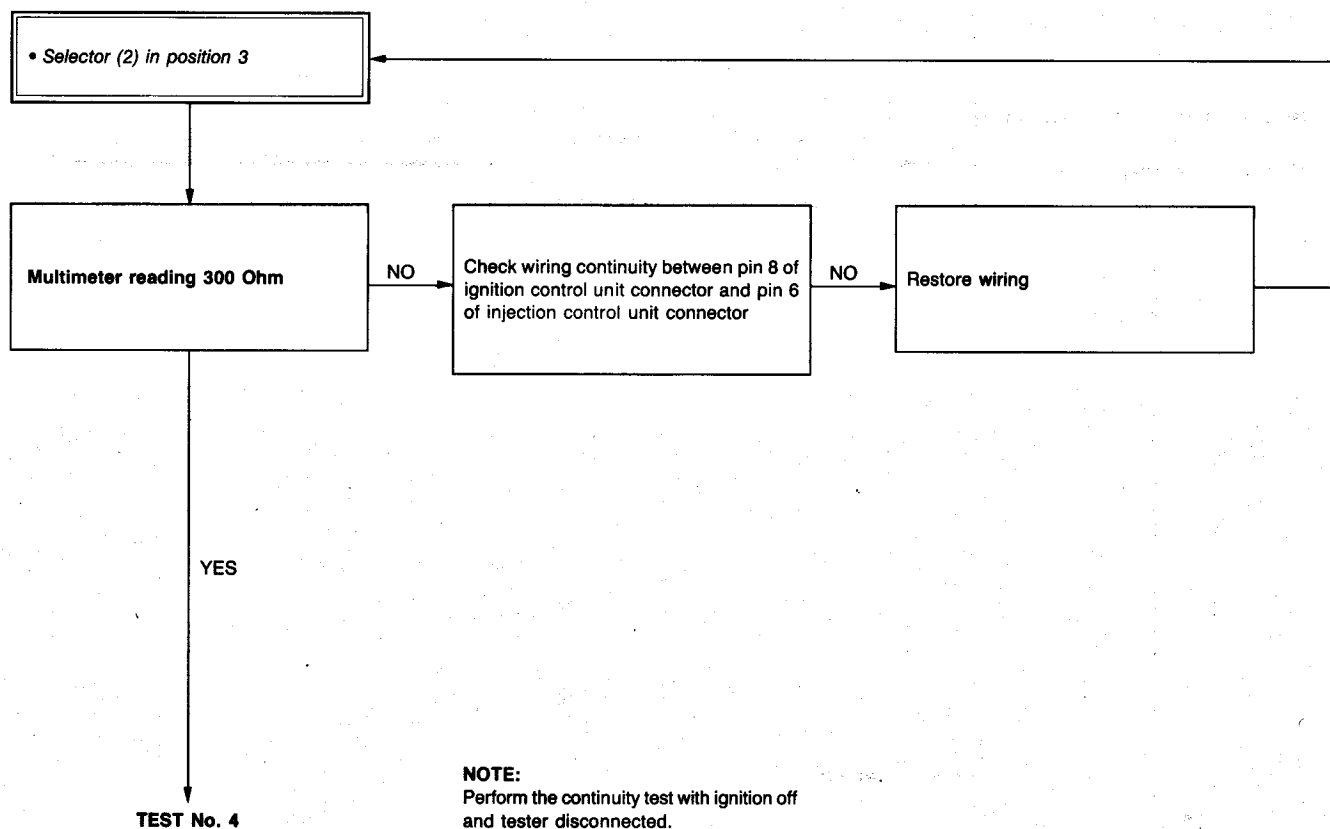 • Selector (2) in position 3
Multimeter reading 300 Ohm
NO
Check wiring continuity between pin 8 of
ignition control unit connector and pin 6
of injection control unit connector
NO
Restore wiring
YES
TEST No. 4
NOTE:
Perform the continuity test with ignition off
and tester disconnected.